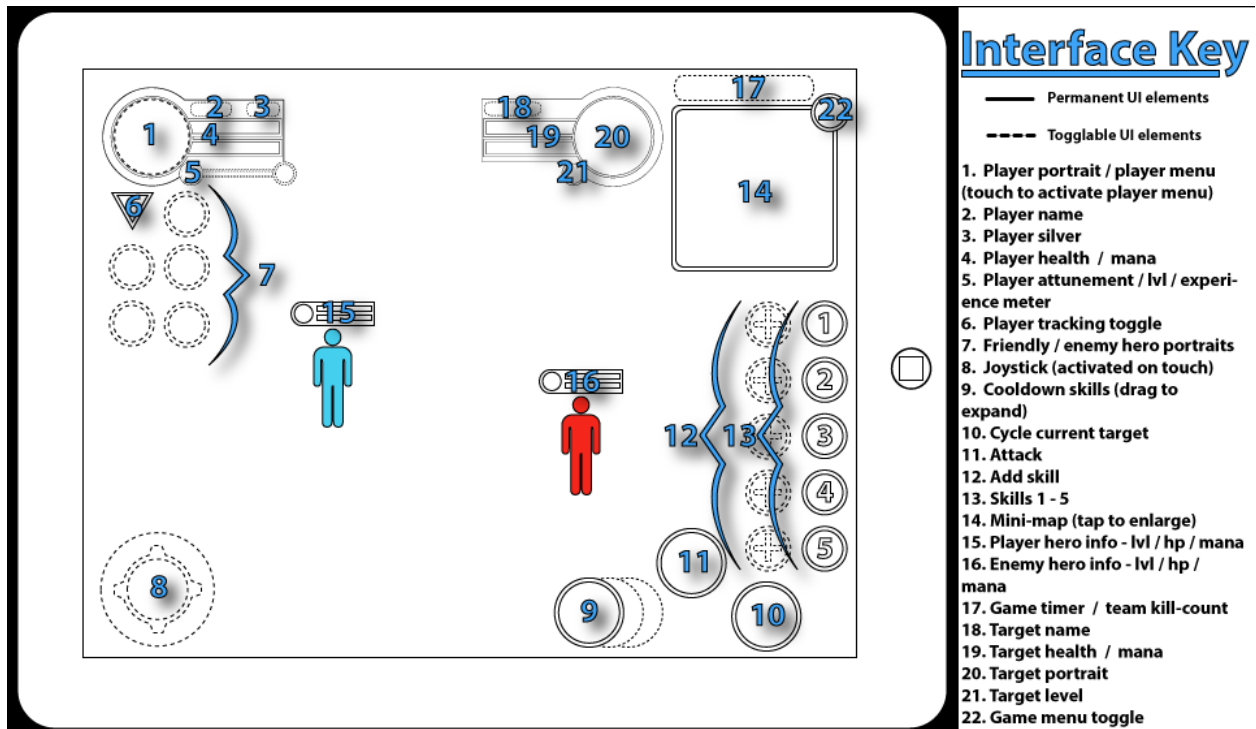 Interface Key
Permanent UI elements
Togglable UI elements
1. Player portrait / player menu
(touch to activate player menu)
2. Player name
3. Player silver
4. Player health / mana
5. Player attunement / lvl / experi-
ence meter
6. Player tracking toggle
7. Friendly / enemy hero portraits
8. Joystick (activated on touch)
9. Cooldown skills (drag to
expand)
10. Cycle current target
11. Attack
12. Add skill
13. Skills 1 - 5
14. Mini-map (tap to enlarge)
15. Player hero info - lvl / hp / mana
16. Enemy hero info - lvl / hp /
mana
17. Game timer / team kill-count
18. Target name
19. Target health / mana
20. Target portrait
21. Target level
22. Game menu toggle
1
2
3
4
5
6
7
8
9
10
11
12
13
14
15
16
17
18
19
20
21
22
1
2
3
4
5